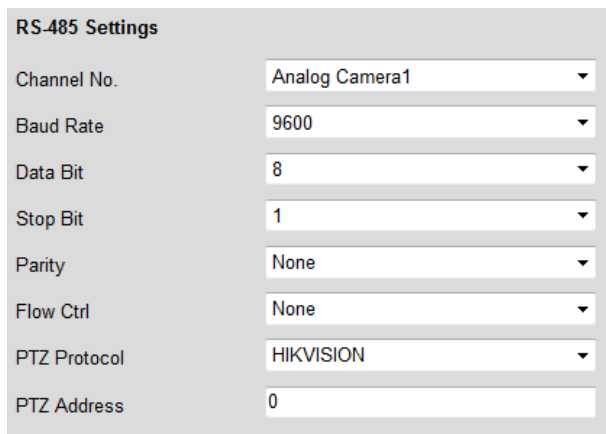 RS-485 Settings
Channel No. Analog Camera1
Baud Rate 9600
Data Bit 8
Stop Bit 1
Parity None
Flow Ctrl None
PTZ Protocol HIKVISION
PTZ Address 0